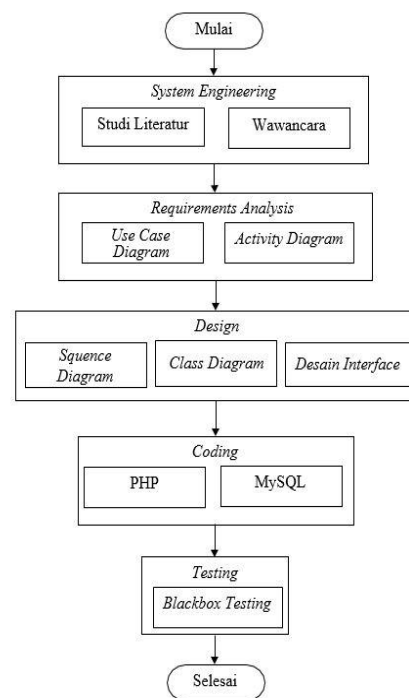 Mulai
System Engineering
Studi Literatur
Wawancara
Requirements Analysis
Use Case
Diagram
Activity Diagram
Design
Squence
Diagram
Class Diagram
Desain Interface
Coding
PHP
MySQL
Testing
Blackbox Testing
Selesai